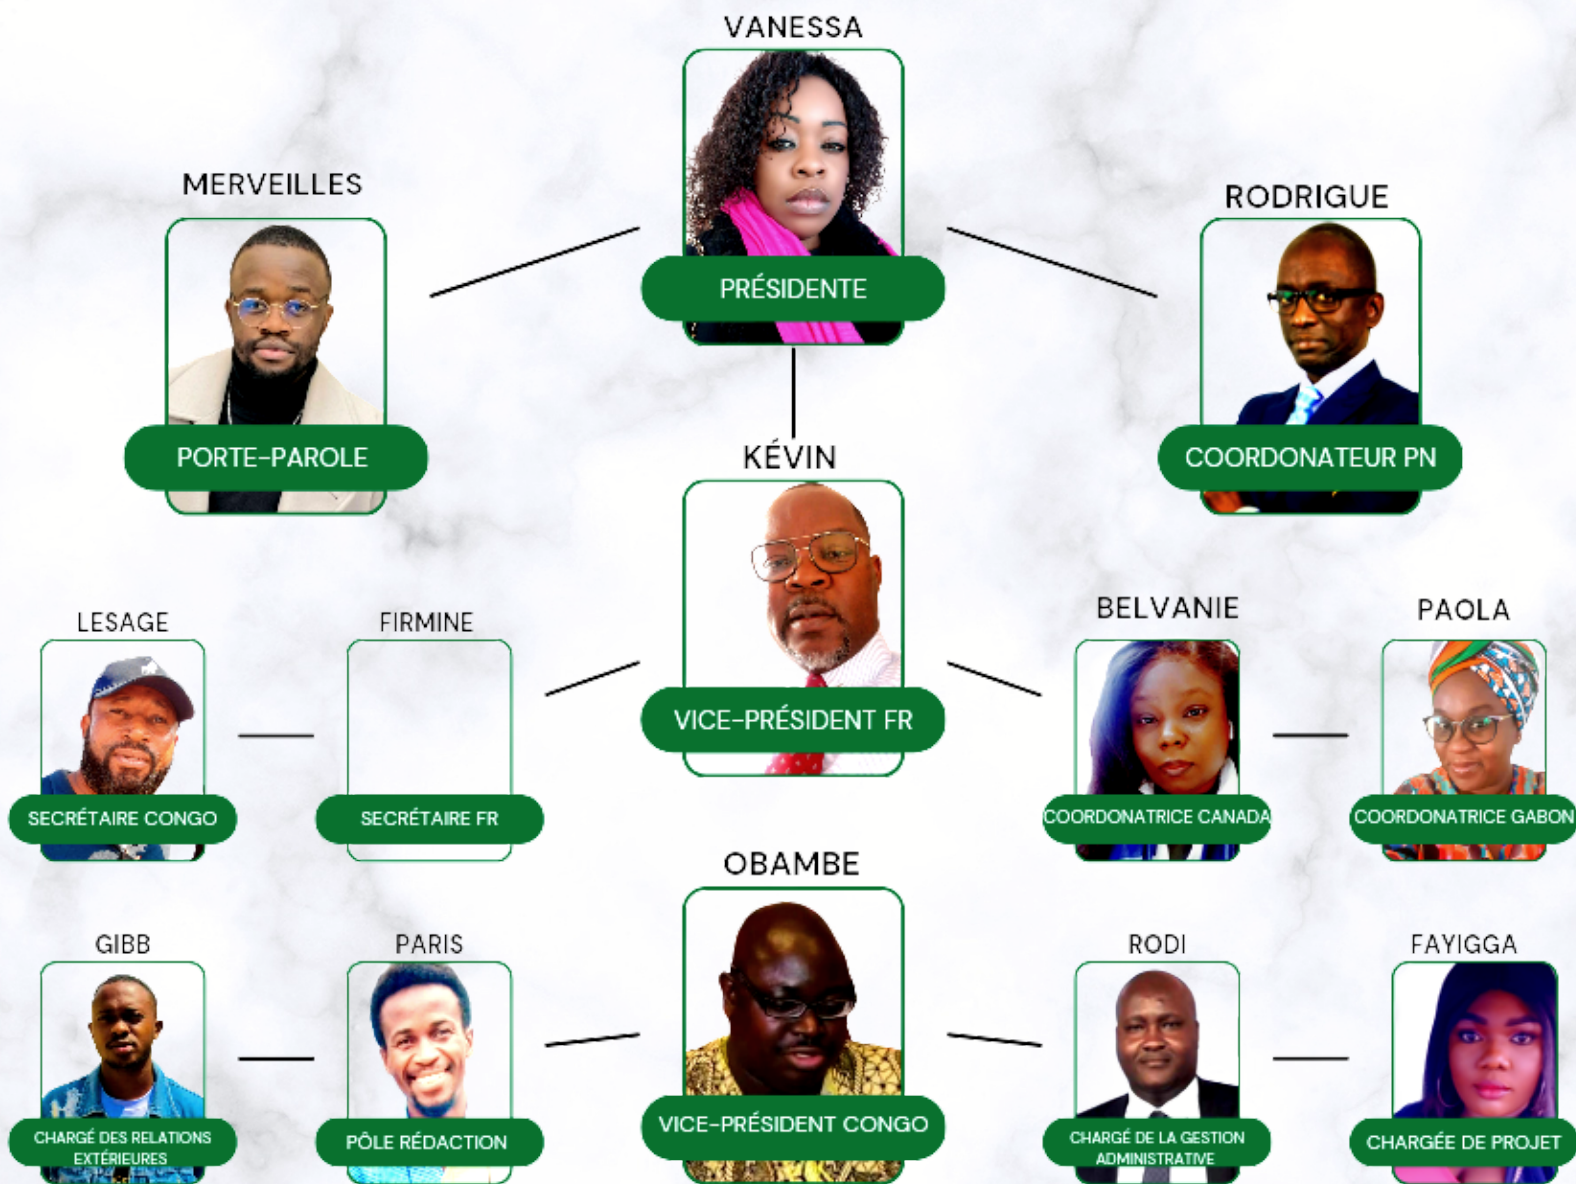 VANESSA
PRÉSIDENTE
MERVEILLES
PORTE-PAROLE
RODRIGUE
COORDONATEUR PN
KÉVIN
VICE-PRÉSIDENT FR
LESAGE
SECRÉTAIRE CONGO
FIRMINE
SECRÉTAIRE FR
BELVANIE
COORDONATRICE CANADA
PAOLA
COORDONATRICE GABON
OBAMBE
VICE-PRÉSIDENT CONGO
GIBB
CHARGÉ DES RELATIONS
EXTÉRIEURES
PARIS
PÔLE RÉDACTION
RODI
CHARGÉ DE LA GESTION
ADMINISTRATIVE
FAYIGGA
CHARGÉE DE PROJET